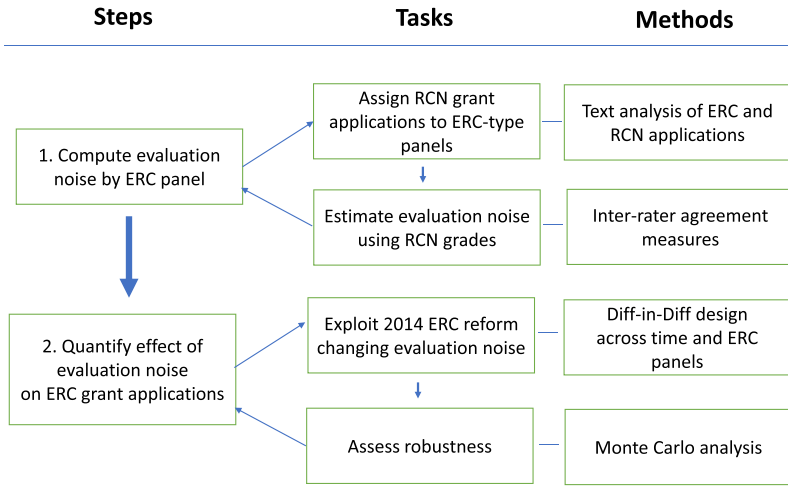 Steps
Tasks
Methods
1. Compute evaluation
noise by ERC panel
Assign RCN grant
applications to ERC-type
panels
Text analysis of ERC and
RCN applications
Estimate evaluation noise
using RCN grades
Inter-rater agreement
measures
2. Quantify effect of
evaluation noise
on ERC grant applications
Exploit 2014 ERC reform
changing evaluation noise
Diff-in-Diff design
across time and ERC
panels
Assess robustness
Monte Carlo analysis